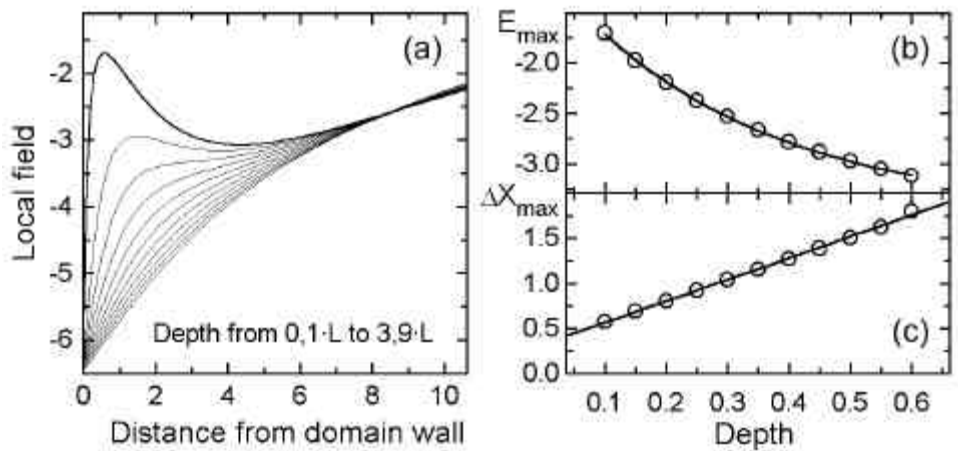 (a)
Local field
-2
-3
-4
-5
-6
Depth from 0,1·L to 3,9·L
0 2 4 6 8 10
Distance from domain wall
E max
(b)
-2.0
-2.5
-3.0
ΔX max
(c)
1.5
1.0
0.5
0.0
0.1 0.2 0.3 0.4 0.5 0.6
Depth